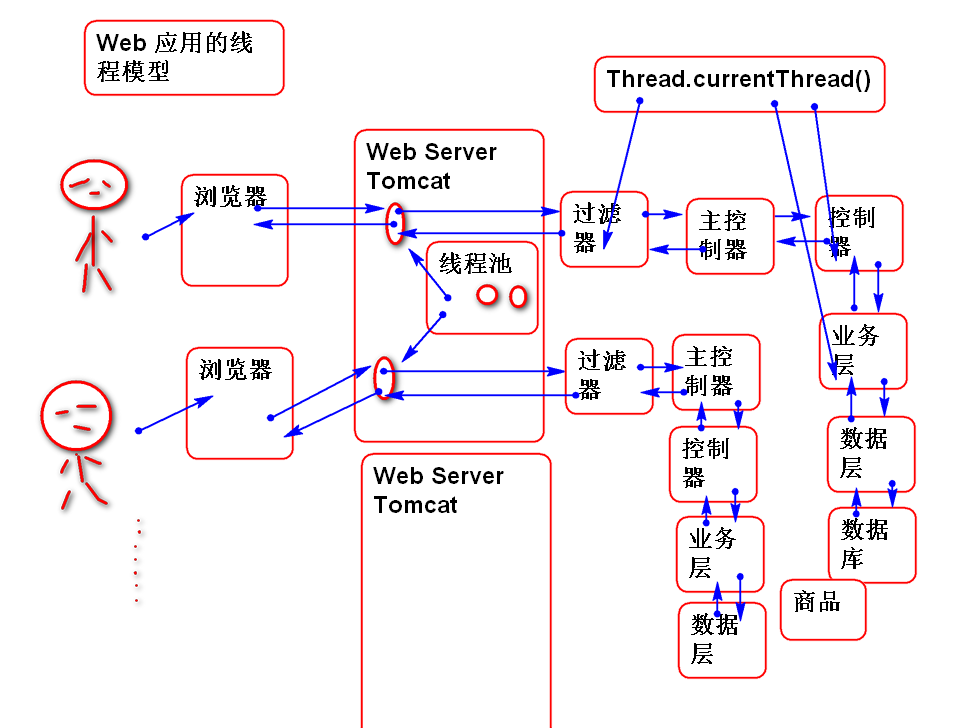 Web 应用的线
程模型
Thread.currentThread()
Web Server
Tomcat
浏览器
过滤
器
主控
制器
控制
器
线程池
业务
层
浏览器
过滤
器
主控
制器
控制
器
数据
层
Web Server
Tomcat
业务
层
数据
库
商品
数据
层